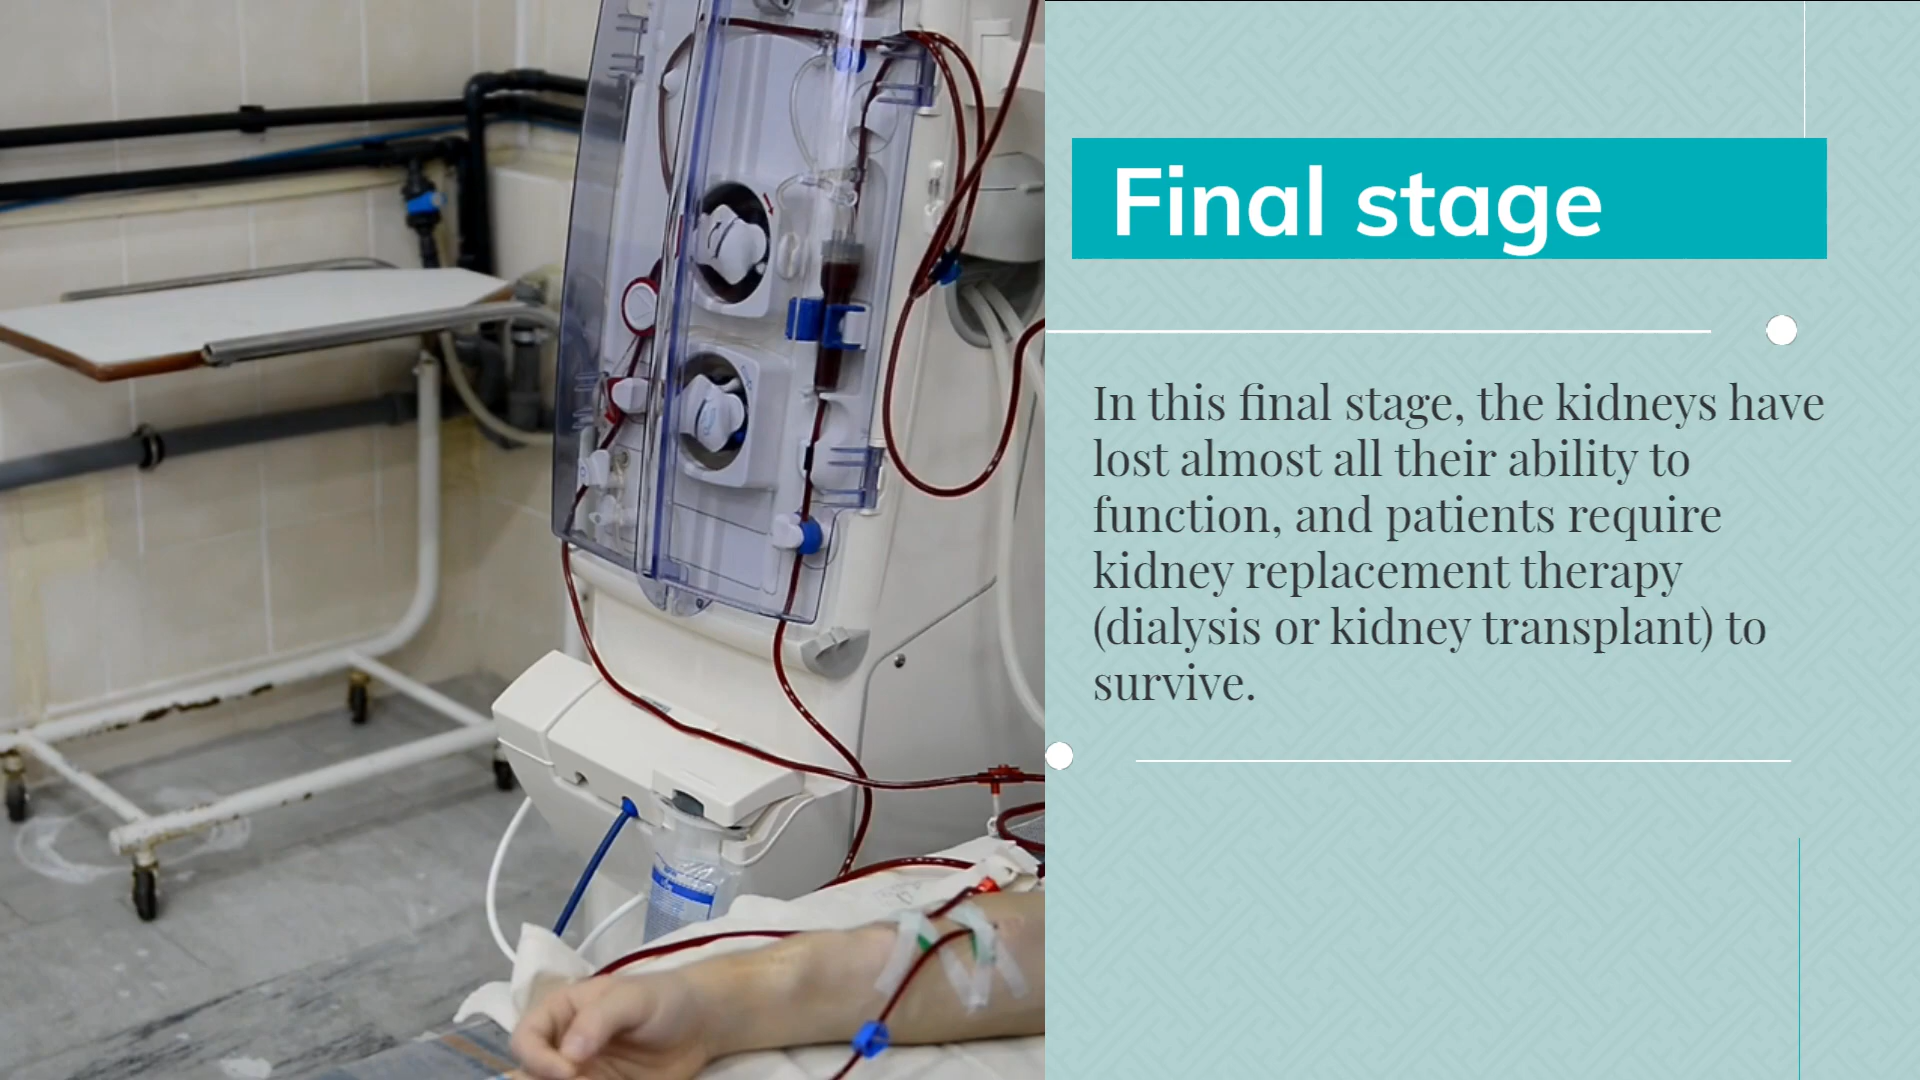 Final stage
In this final stage, the kidneys have
lost almost all their ability to
function, and patients require
kidney replacement therapy
(dialysis or kidney transplant) to
survive.